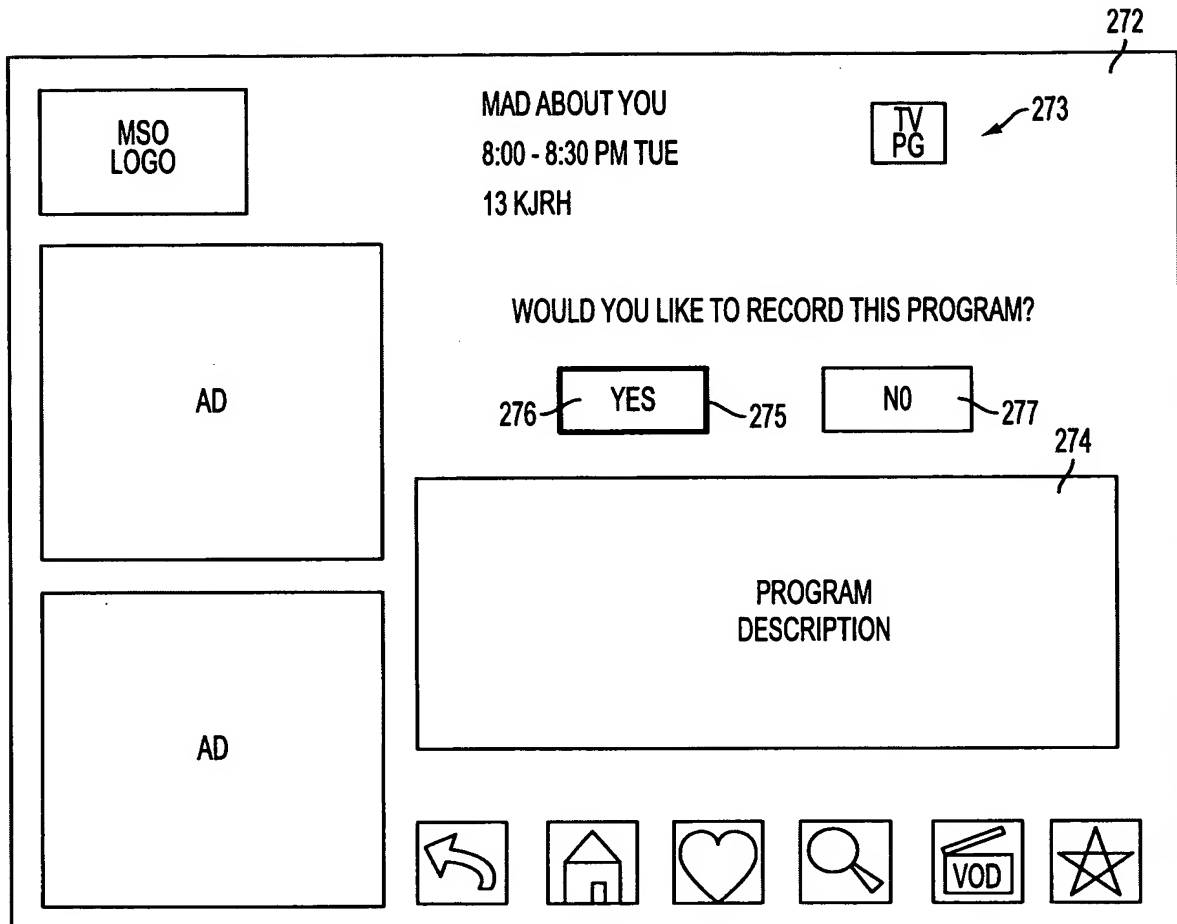 272
MSO
LOGO
MAD ABOUT YOU
8:00 - 8:30 PM TUE
13 KJRH
TV
PG
273
WOULD YOU LIKE TO RECORD THIS PROGRAM?
AD
276
YES
275
NO
277
274
PROGRAM
DESCRIPTION
AD
VOD